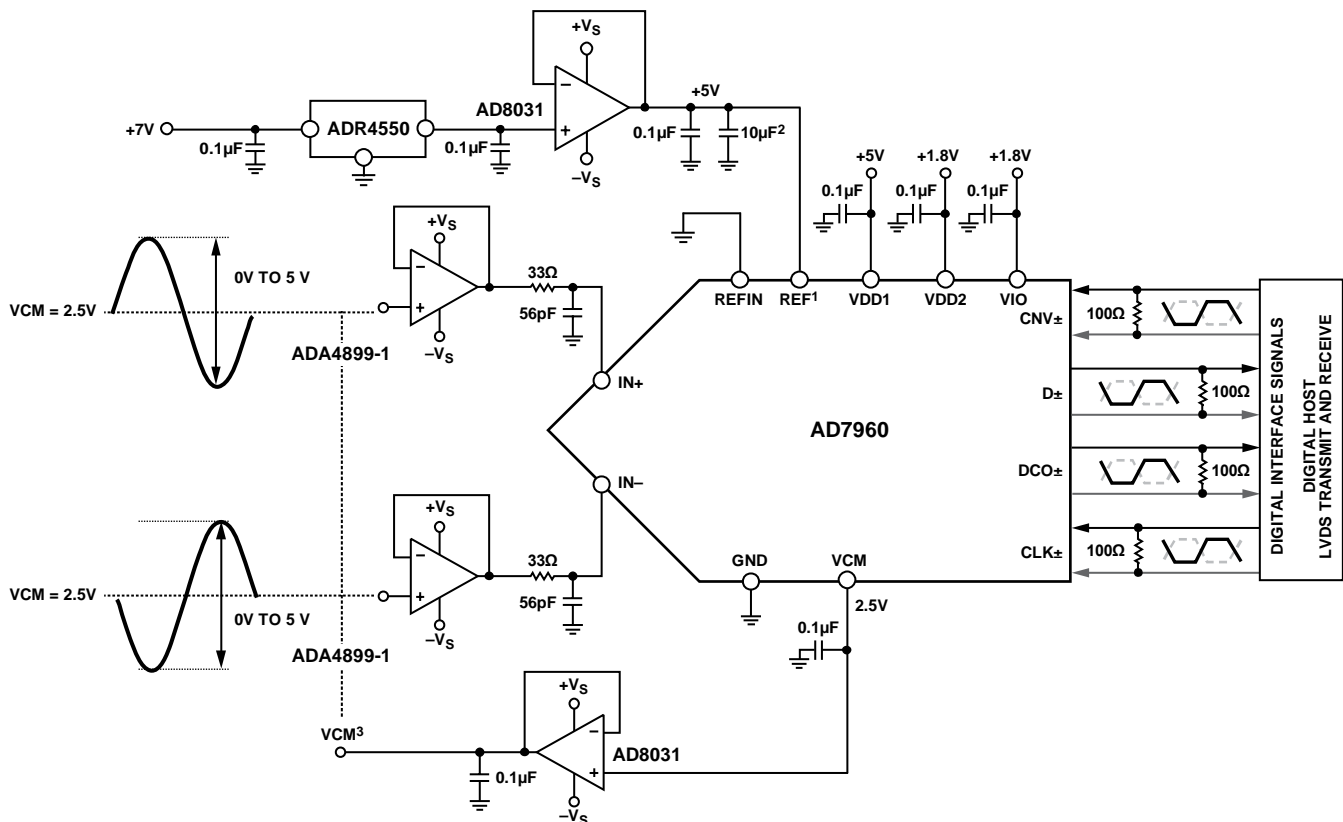 +VS
+7V
0.1µF
ADR4550
0.1µF
AD8031
−
+
−VS
+5V
0.1µF
10µF2
+5V
+1.8V
+1.8V
0.1µF
0.1µF
0.1µF
REFIN
REF1
VDD1
VDD2
VIO
0V TO 5 V
VCM = 2.5V
+VS
−
+
−VS
ADA4899-1
33Ω
56pF
IN+
AD7960
CNV±
100Ω
D±
100Ω
DCO±
100Ω
CLK±
100Ω
DIGITAL INTERFACE SIGNALS
DIGITAL HOST
LVDS TRANSMIT AND RECEIVE
IN−
VCM = 2.5V
0V TO 5 V
+VS
−
+
−VS
ADA4899-1
33Ω
56pF
GND
VCM
2.5V
0.1µF
VCM3
0.1µF
+VS
−
+
−VS
AD8031